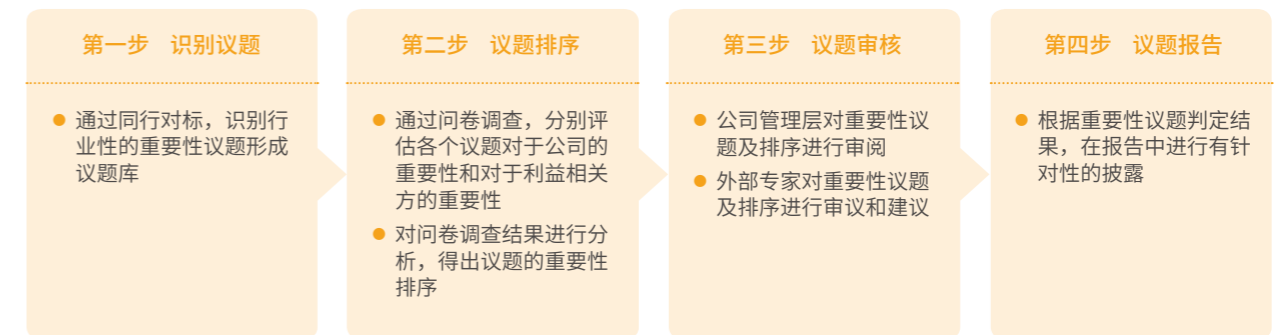 第一步 识别议题
通过同行对标，识别行
业性的重要性议题形成
议题库
第二步 议题排序
通过问卷调查，分别评
估各个议题对于公司的
重要性和对于利益相关
方的重要性
对问卷调查结果进行分
析，得出议题的重要性
排序
第三步 议题审核
公司管理层对重要性议
题及排序进行审阅
外部专家对重要性议题
及排序进行审议和建议
第四步 议题报告
根据重要性议题判定结
果，在报告中进行有针
对性的披露